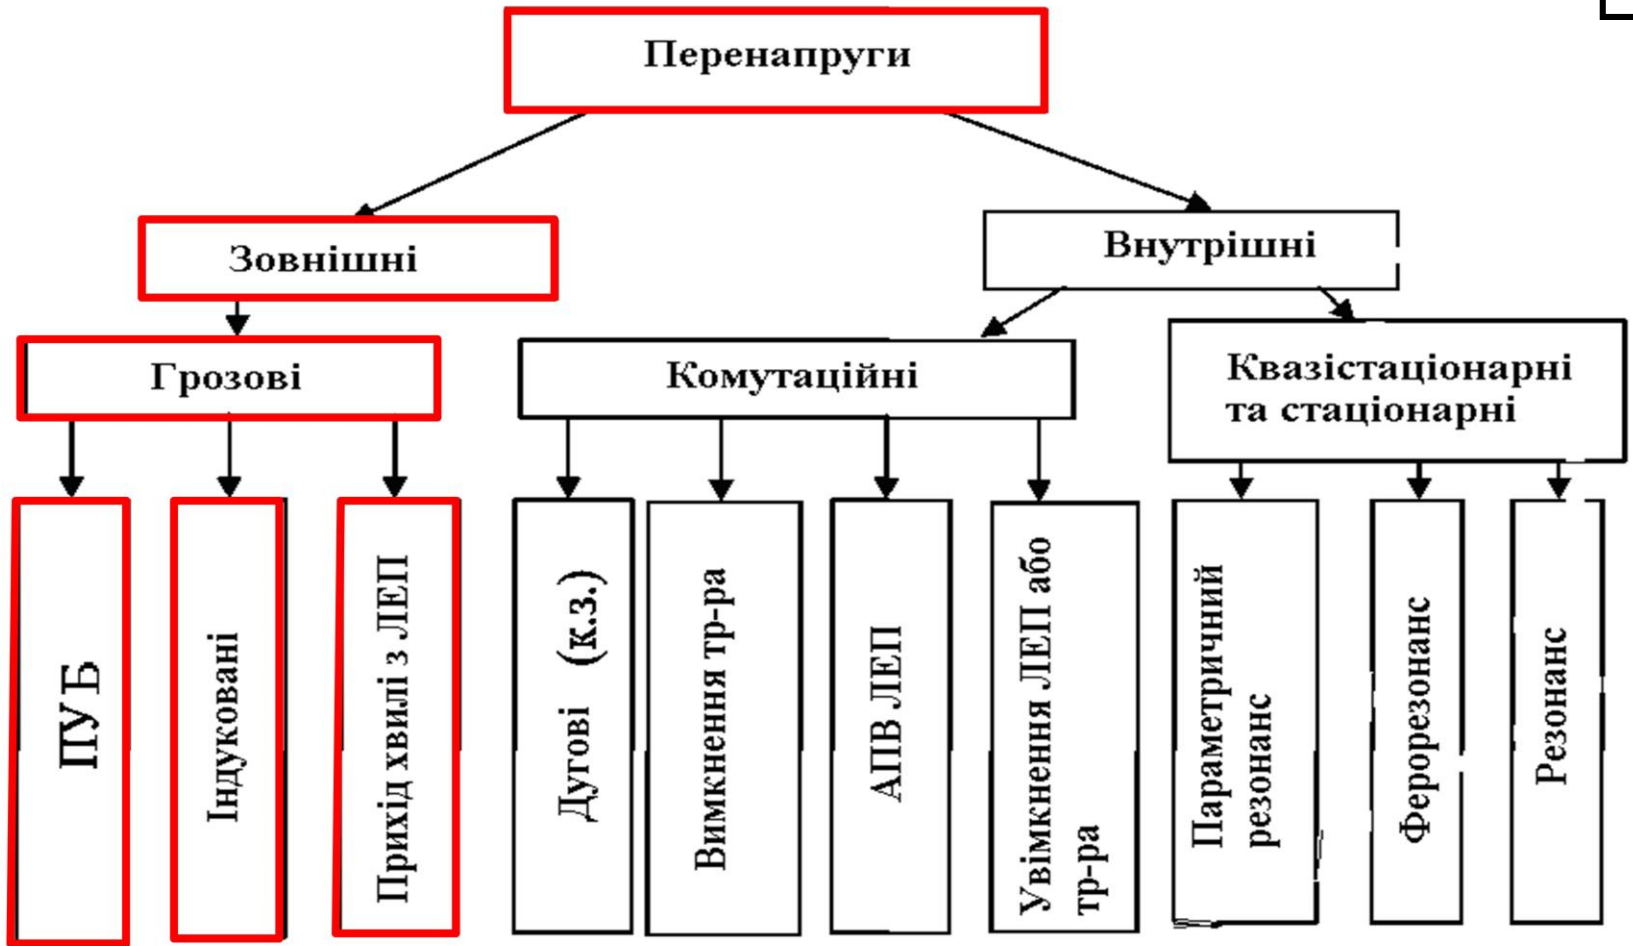 Перенапруги
Зовнішні
Внутрішні
Грозові
Комутаційні
Квазістаціонарні
та стаціонарні
ПУБ
Індуковані
Прихід хвилі з ЛЕП
Дугові (к.з.)
Вимкнення тр-ра
АПВ ЛЕП
Увімкнення ЛЕП або
тр-ра
Параметричний
резонанс
Ферорезонанс
Резонанс